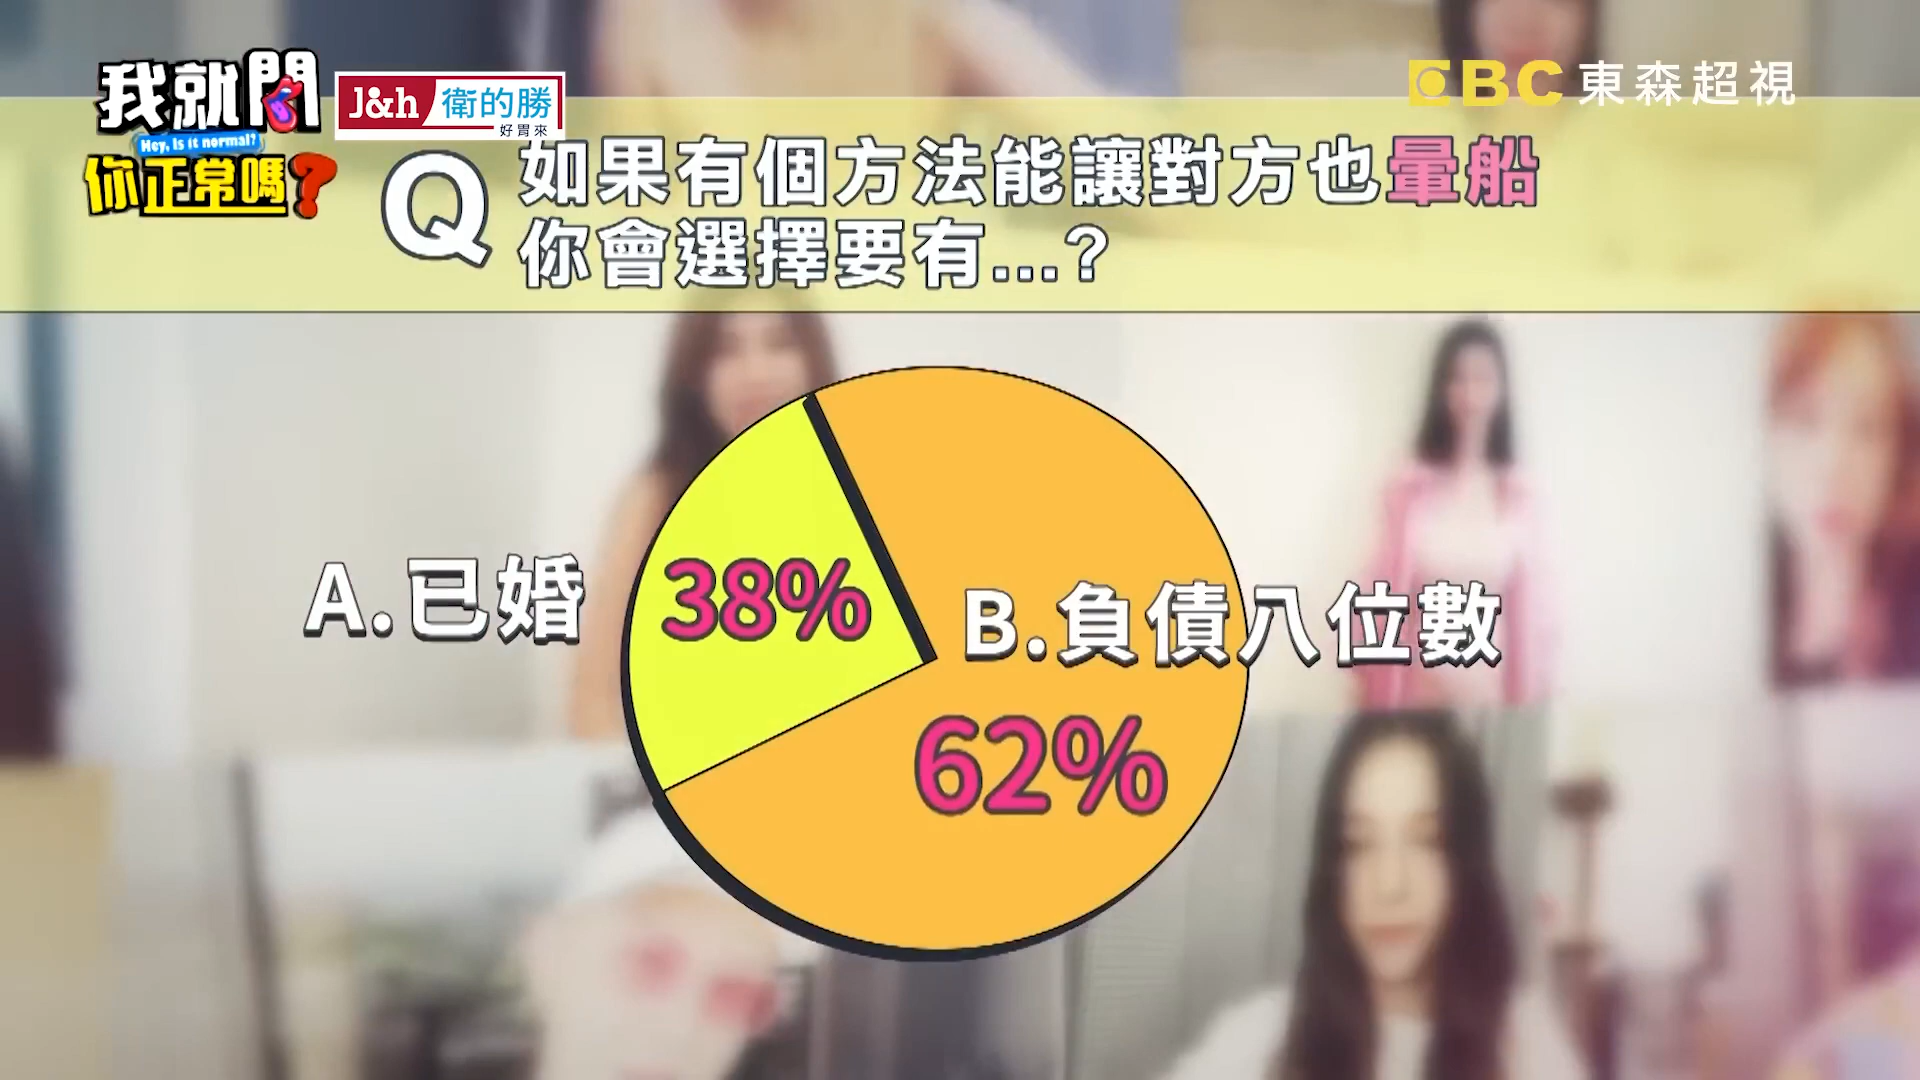 我就問
Hey, Is it normal?
你正常嗎?
J&h 衛的勝
好胃來
EBC 東森超視
Q 如果有個方法能讓對方也暈船
你會選擇要有...?
A.已婚
38%
B.負債八位數
62%